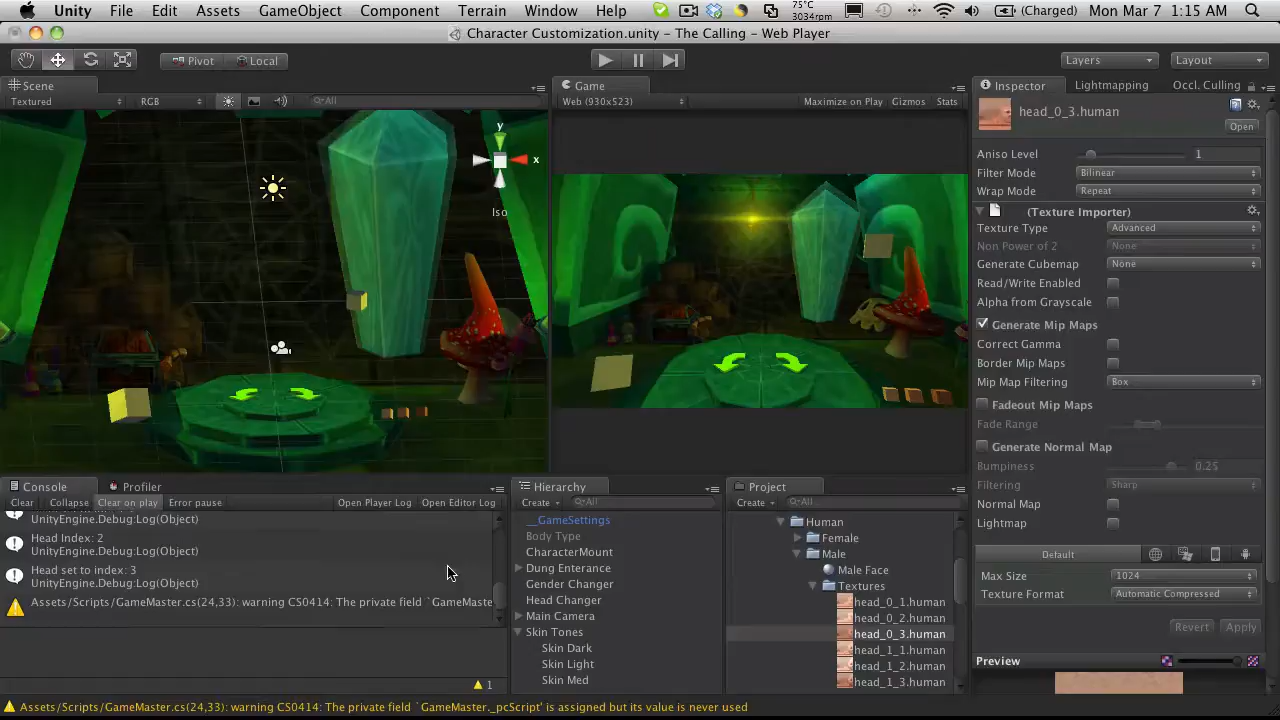 Unity File Edit Assets GameObject Component Terrain Window Help 75°C 3034rpm (Charged) Mon Mar 7 1:15 AM
Character Customization.unity – The Calling – Web Player
Pivot Local Layers Layout
Scene
Textured RGB All
Game
Web (930x523) Maximize on Play Gizmos Stats
y
x
Iso
Inspector Lightmapping Occl. Culling
head_0_3.human
Open
Aniso Level 1
Filter Mode Bilinear
Wrap Mode Repeat
(Texture Importer)
Texture Type Advanced
Non Power of 2 None
Generate Cubemap None
Read/Write Enabled
Alpha from Grayscale
Generate Mip Maps
Correct Gamma
Border Mip Maps
Mip Map Filtering Box
Fadeout Mip Maps
Fade Range
Generate Normal Map
Bumpiness 0.25
Filtering Sharp
Normal Map
Lightmap
Default
Max Size 1024
Texture Format Automatic Compressed
Revert Apply
Preview
Console Profiler
Clear Collapse Clear on play Error pause Open Player Log Open Editor Log
UnityEngine.Debug:Log(Object)
Head Index: 2
UnityEngine.Debug:Log(Object)
Head set to index: 3
UnityEngine.Debug:Log(Object)
Assets/Scripts/GameMaster.cs(24,33): warning CS0414: The private field `GameMaste
1
Hierarchy
Create All
__GameSettings
Body Type
CharacterMount
Dung Enterance
Gender Changer
Head Changer
Main Camera
Skin Tones
Skin Dark
Skin Light
Skin Med
Project
Create All
Human
Female
Male
Male Face
Textures
head_0_1.human
head_0_2.human
head_0_3.human
head_1_1.human
head_1_2.human
head_1_3.human
Assets/Scripts/GameMaster.cs(24,33): warning CS0414: The private field `GameMaster._pcScript' is assigned but its value is never used